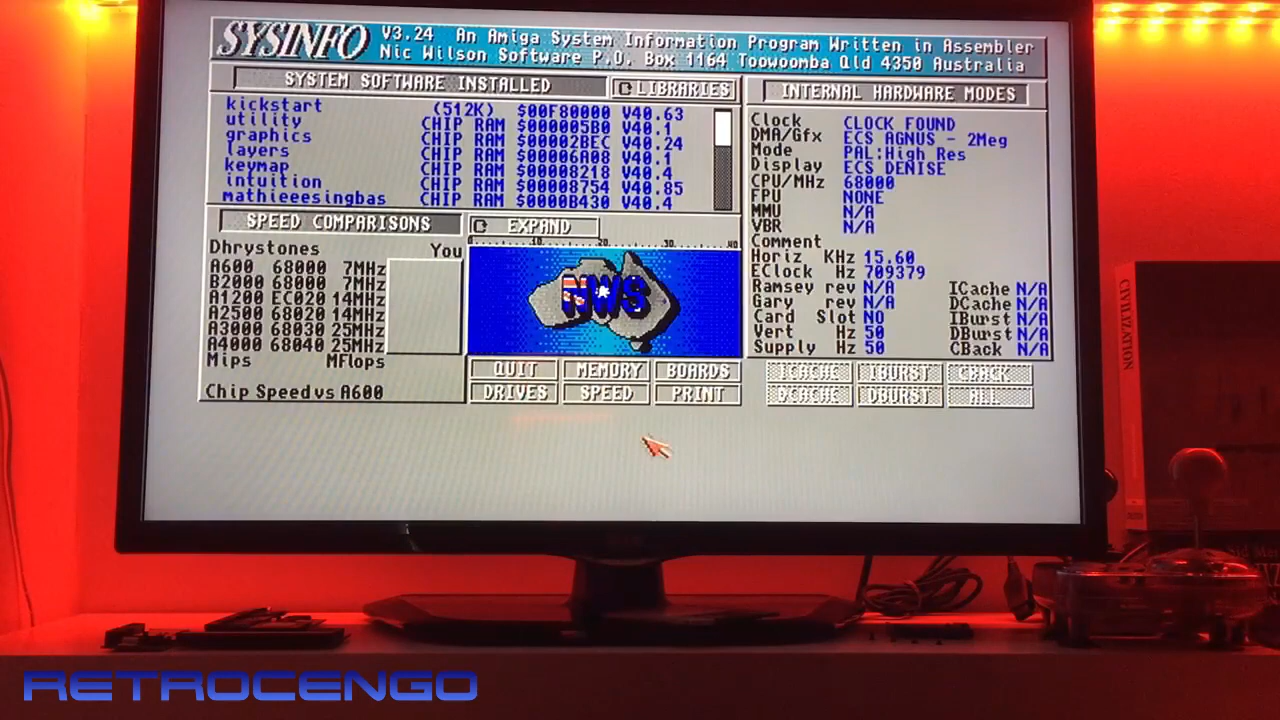 SYSINFO
V3.24 An Amiga System Information Program Written in Assembler
Nic Wilson Software P.O. Box 1164 Toowoomba Qld 4350 Australia
SYSTEM SOFTWARE INSTALLED
LIBRARIES
kickstart (512K) $00F80000 V40.63
utility CHIP RAM $000005B0 V40.1
graphics CHIP RAM $00002BEC V40.24
layers CHIP RAM $00006A08 V40.1
keymap CHIP RAM $00008218 V40.4
intuition CHIP RAM $00008754 V40.85
mathieeesingbas CHIP RAM $0000B430 V40.4
INTERNAL HARDWARE MODES
Clock CLOCK FOUND
DMA/Gfx ECS AGNUS - 2Meg
Mode PAL:High Res
Display ECS DENISE
CPU/MHz 68000
FPU NONE
MMU N/A
VBR N/A
Comment
Horiz KHz 15.60
EClock Hz 709379
Ramsey rev N/A ICache N/A
Gary rev N/A DCache N/A
Card Slot NO IBurst N/A
Vert Hz 50 DBurst N/A
Supply Hz 50 CBack N/A
SPEED COMPARISONS
EXPAND
Dhrystones You
A600 68000 7MHz
B2000 68000 7MHz
A1200 EC020 14MHz
A2500 68020 14MHz
A3000 68030 25MHz
A4000 68040 25MHz
Mips MFlops
Chip Speed vs A600
10 20 30 40
NWS
QUIT MEMORY BOARDS
DRIVES SPEED PRINT
ICACHE IBURST CBACK
DCACHE DBURST ALL
CIVILIZATION
RETROCENGO